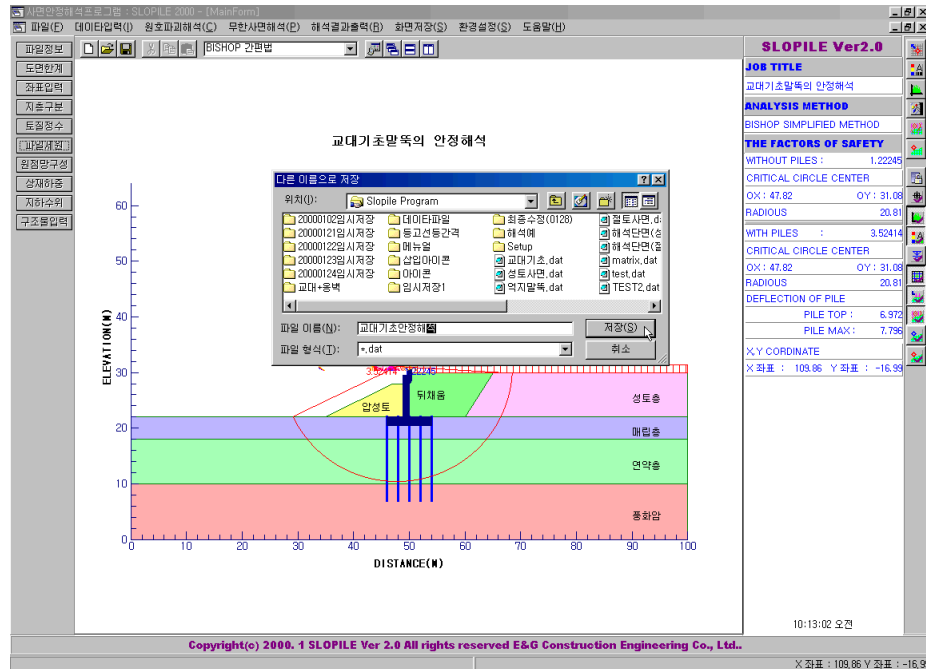 사면안정해석프로그램 : SLOPILE 2000 - [MainForm]
파일(F) 데이타입력(I) 원호파괴해석(C) 무한사면해석(P) 해석결과출력(R) 화면저장(S) 환경설정(S) 도움말(H)
파일정보
도면한계
좌표입력
지층구분
토질정수
파일제원
원점망구성
상재하중
지하수위
구조물입력
BISHOP 간편법
교대기초말뚝의 안정해석
다른 이름으로 저장
위치(I): Slopile Program
20000102임시저장 데이타파일 최종수정(0128) 절토사면,d
20000121임시저장 등고선등간격 해석예 해석단면(성
20000122임시저장 메뉴얼 Setup 해석단면(절
20000123임시저장 삽입아이콘 교대기초,dat matrix,dat
20000124임시저장 아이콘 성토사면,dat test,dat
교대+옹벽 임시저장1 억지말뚝,dat TEST2,dat
파일 이름(N): 교대기초안정해석 저장(S)
파일 형식(T): *,dat 취소
ELEVATION(M)
60
50
40
30
20
10
0
3.52414
압성토
뒤채움
성토층
매립층
연약층
풍화암
0 10 20 30 40 50 60 70 80 90 100
DISTANCE(M)
SLOPILE Ver2.0
JOB TITLE
교대기초말뚝의 안정해석
ANALYSIS METHOD
BISHOP SIMPLIFIED METHOD
THE FACTORS OF SAFETY
WITHOUT PILES : 1.22245
CRITICAL CIRCLE CENTER
OX : 47.82 OY : 31.08
RADIOUS 20.81
WITH PILES : 3.52414
CRITICAL CIRCLE CENTER
OX : 47.82 OY : 31.08
RADIOUS 20.81
DEFLECTION OF PILE
PILE TOP : 6.972
PILE MAX : 7.796
X,Y CORDINATE
X 좌표 : 109.86 Y 좌표 : -16.99
10:13:02 오전
Copyright(c) 2000. 1 SLOPILE Ver 2.0 All rights reserved E&G Construction Engineering Co., Ltd..
X 좌표 : 109,86 Y 좌표 : -16,9